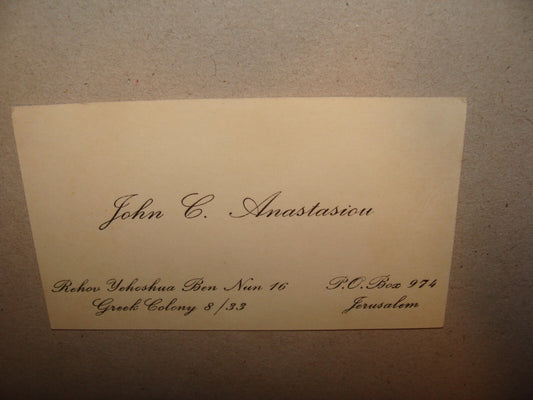 John C. Anastasiou
Rehov Yehoshua Ben Nun 16
Greek Colony 8/33
P.O.Box 974
Jerusalem